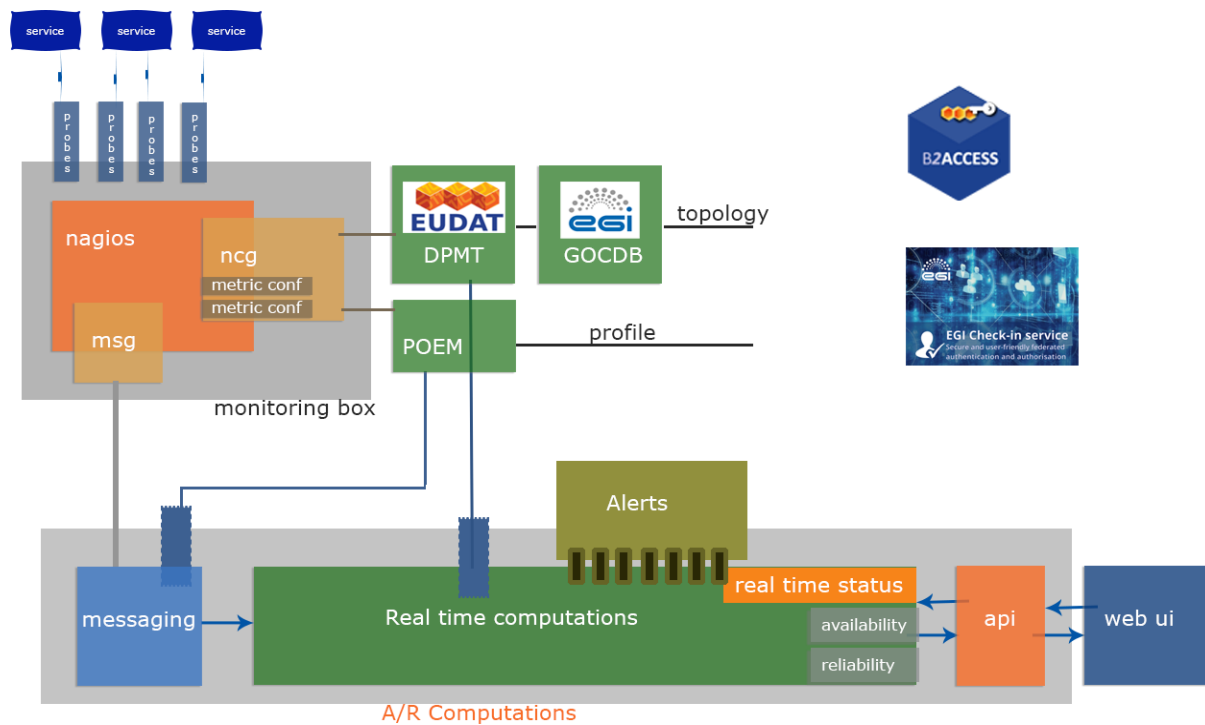 service
service
service
probes
probes
probes
probes
B2ACCESS
nagios
ncg
metric conf
metric conf
msg
EUDAT
DPMT
egi
GOCDB
topology
POEM
profile
egi
EGI Check-in service
Secure and user-friendly federated
authentication and authorisation
monitoring box
Alerts
messaging
Real time computations
real time status
availability
reliability
api
web ui
A/R Computations